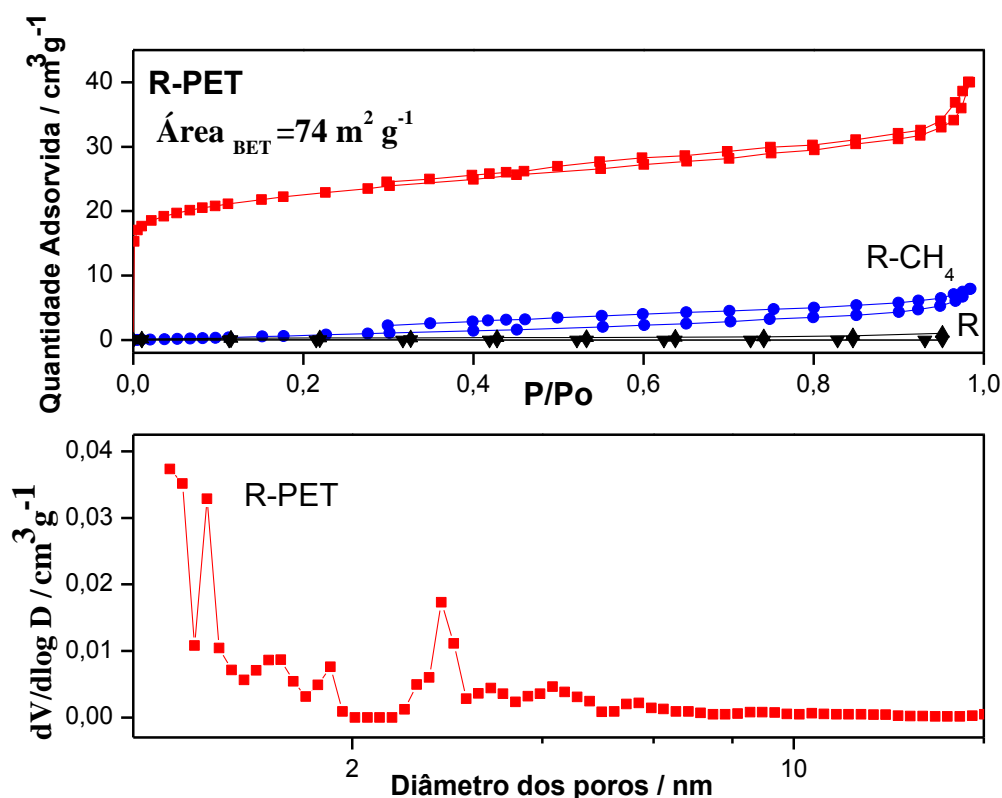 Quantidade Adsorvida / cm³g⁻¹
40
30
20
10
0
R-PET
Área BET =74 m² g⁻¹
R-CH₄
R
0,0
0,2
0,4
0,6
0,8
1,0
P/Po
dV/dlog D / cm³g⁻¹
0,04
0,03
0,02
0,01
0,00
R-PET
2
10
Diâmetro dos poros / nm